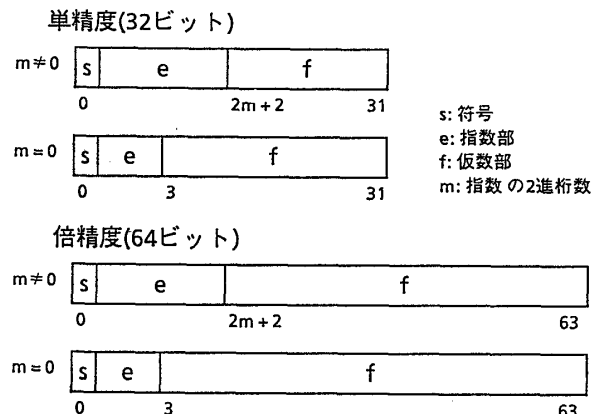 単精度(32ビット)
m≠0 s e f
0 2m+2 31
m=0 s e f
0 3 31
s: 符号
e: 指数部
f: 仮数部
m: 指数の2進桁数
倍精度(64ビット)
m≠0 s e f
0 2m+2 63
m=0 s e f
0 3 63